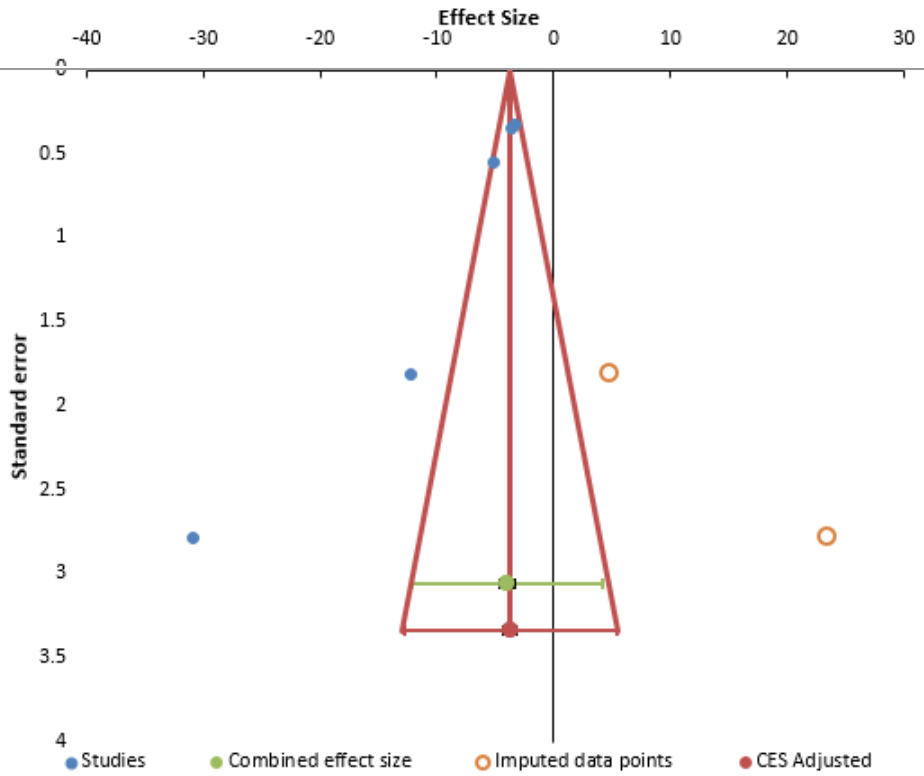 Effect Size
-40 -30 -20 -10 0 10 20 30
0
0.5
1
1.5
2
2.5
3
3.5
4
Standard error
Studies Combined effect size Imputed data points CES Adjusted